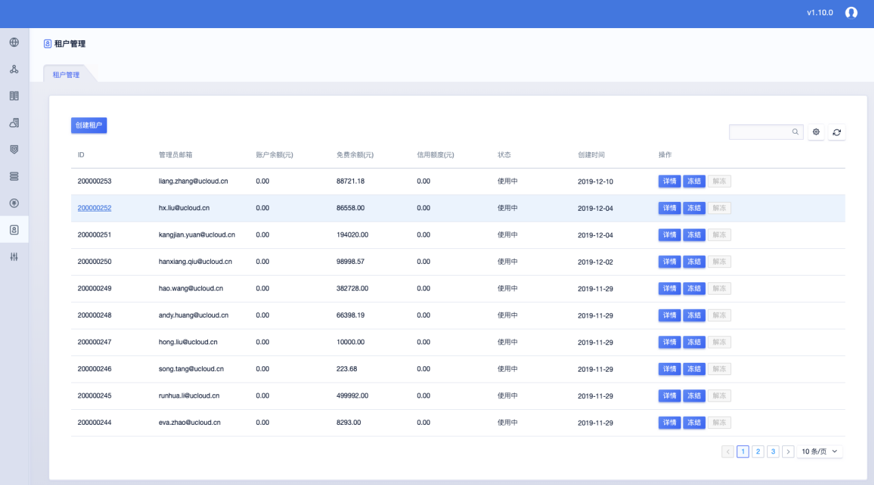 v1.10.0
租户管理
租户管理
创建租户
ID 管理员邮箱 账户余额(元) 免费余额(元) 信用额度(元) 状态 创建时间 操作
200000253 liang.zhang@ucloud.cn 0.00 88721.18 0.00 使用中 2019-12-10 详情 冻结 解冻
200000252 hx.liu@ucloud.cn 0.00 86558.00 0.00 使用中 2019-12-04 详情 冻结 解冻
200000251 kangjian.yuan@ucloud.cn 0.00 194020.00 0.00 使用中 2019-12-04 详情 冻结 解冻
200000250 hanxiang.qiu@ucloud.cn 0.00 98998.57 0.00 使用中 2019-12-02 详情 冻结 解冻
200000249 hao.wang@ucloud.cn 0.00 382728.00 0.00 使用中 2019-11-29 详情 冻结 解冻
200000248 andy.huang@ucloud.cn 0.00 66398.19 0.00 使用中 2019-11-29 详情 冻结 解冻
200000247 hong.liu@ucloud.cn 0.00 10000.00 0.00 使用中 2019-11-29 详情 冻结 解冻
200000246 song.tang@ucloud.cn 0.00 223.68 0.00 使用中 2019-11-29 详情 冻结 解冻
200000245 runhua.li@ucloud.cn 0.00 499992.00 0.00 使用中 2019-11-29 详情 冻结 解冻
200000244 eva.zhao@ucloud.cn 0.00 8293.00 0.00 使用中 2019-11-29 详情 冻结 解冻
1 2 3 10 条/页